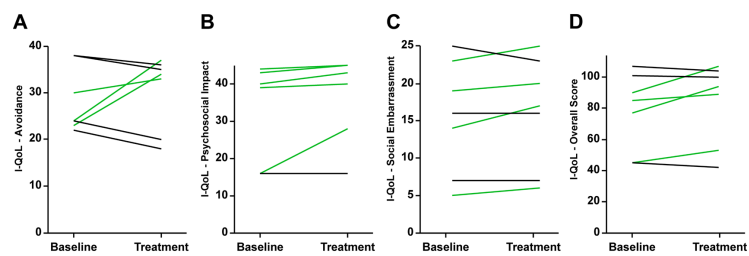 A
I-QoL - Avoidance
40
30
20
10
0
Baseline Treatment
B
I-QoL - Psychosocial Impact
40
30
20
10
0
Baseline Treatment
C
I-QoL - Social Embarrassment
25
20
15
10
5
0
Baseline Treatment
D
I-QoL - Overall Score
100
80
60
40
20
0
Baseline Treatment